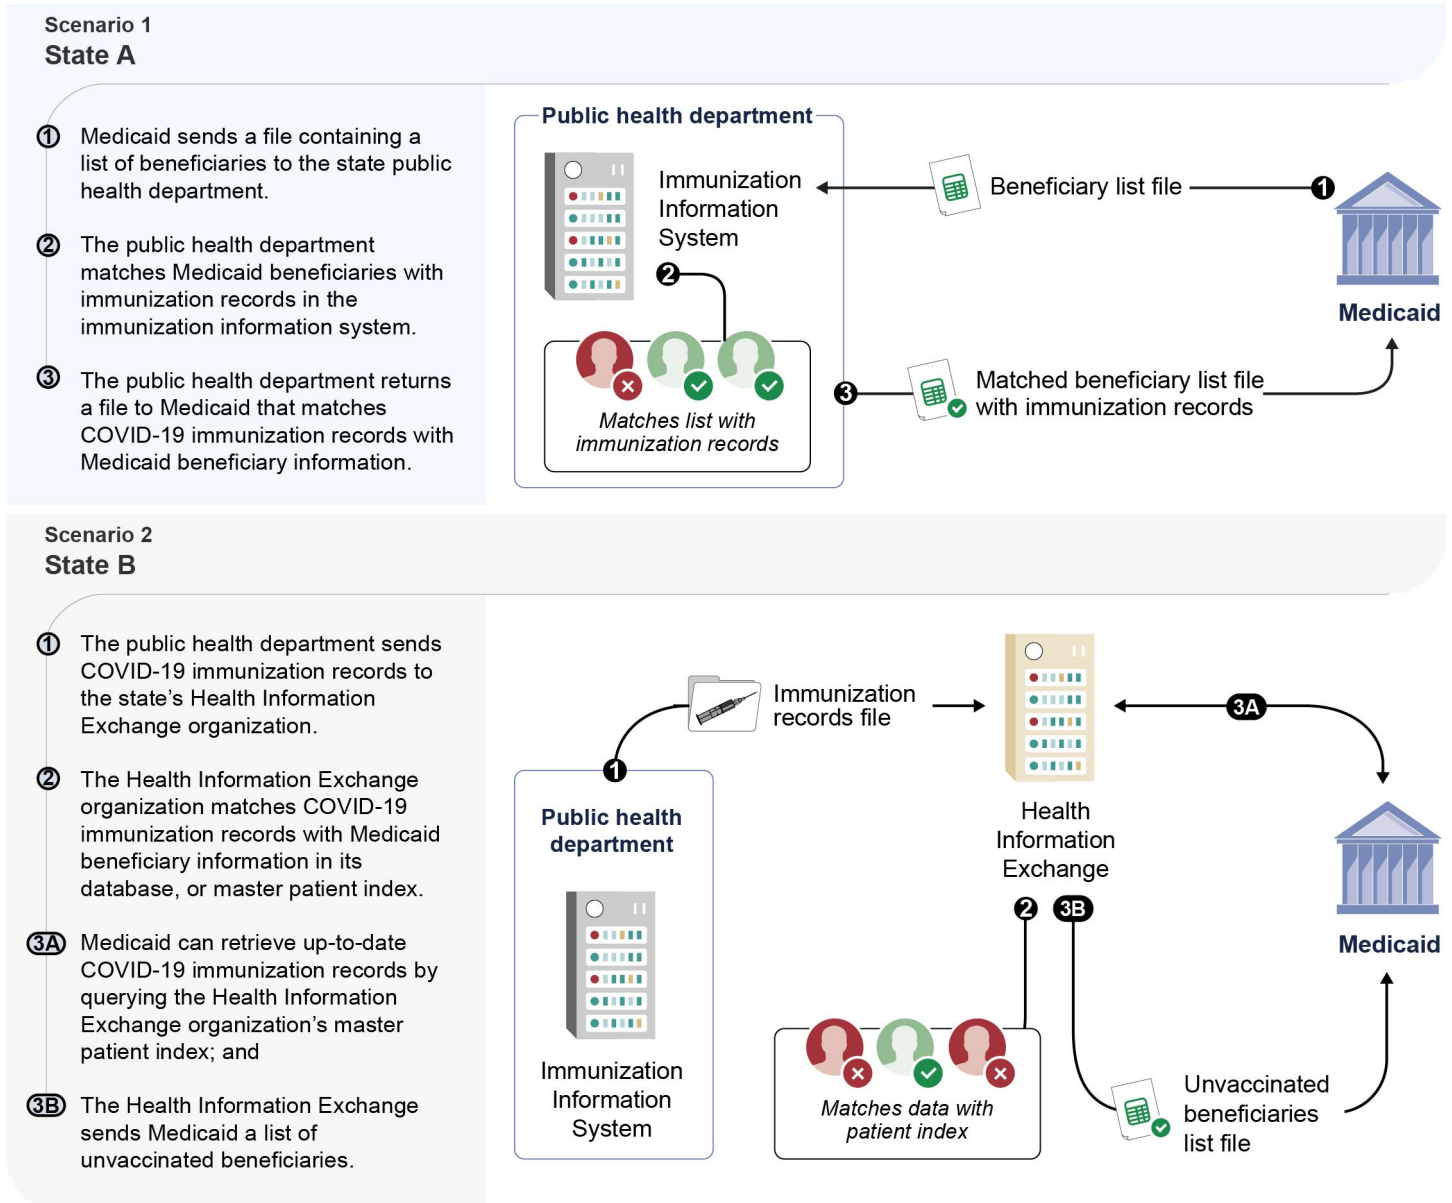 Scenario 1
State A
1
Medicaid sends a file containing a
list of beneficiaries to the state public
health department.
2
The public health department
matches Medicaid beneficiaries with
immunization records in the
immunization information system.
3
The public health department returns
a file to Medicaid that matches
COVID-19 immunization records with
Medicaid beneficiary information.
Public health department
Immunization
Information
System
2
Matches list with
immunization records
Beneficiary list file
1
Medicaid
3
Matched beneficiary list file
with immunization records
Scenario 2
State B
1
The public health department sends
COVID-19 immunization records to
the state’s Health Information
Exchange organization.
2
The Health Information Exchange
organization matches COVID-19
immunization records with Medicaid
beneficiary information in its
database, or master patient index.
3A
Medicaid can retrieve up-to-date
COVID-19 immunization records by
querying the Health Information
Exchange organization’s master
patient index; and
3B
The Health Information Exchange
sends Medicaid a list of
unvaccinated beneficiaries.
1
Public health
department
Immunization
Information
System
Immunization
records file
Health
Information
Exchange
2
3B
3A
Matches data with
patient index
Medicaid
Unvaccinated
beneficiaries
list file